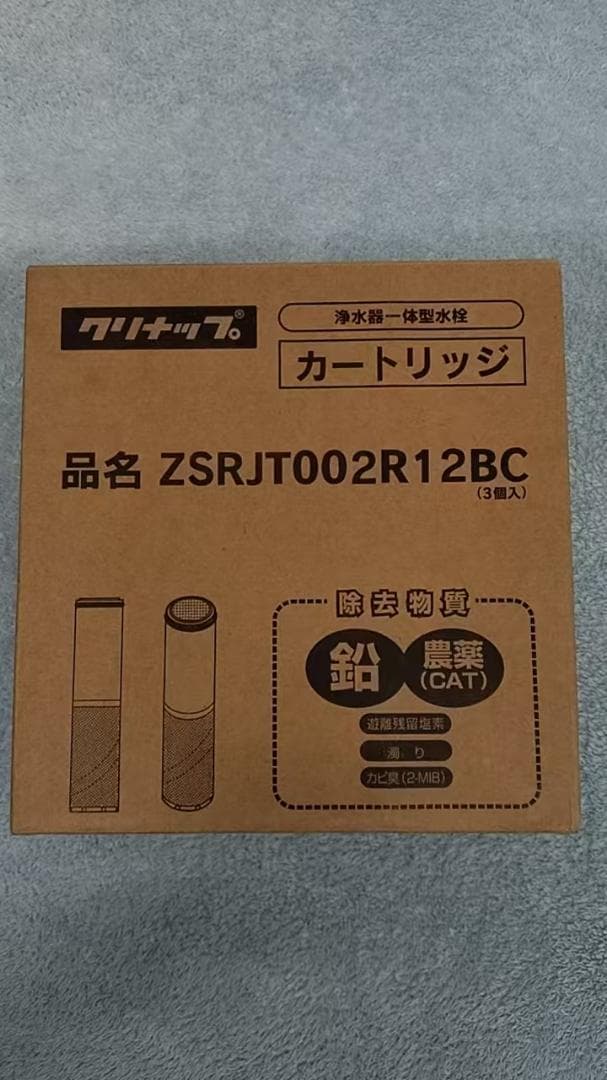 クリナップ®
浄水器一体型水栓
カートリッジ
品名 ZSRJT002R12BC
(3個入)
除去物質
鉛
農薬
(CAT)
遊離残留塩素
濁り
カビ臭(2-MIB)